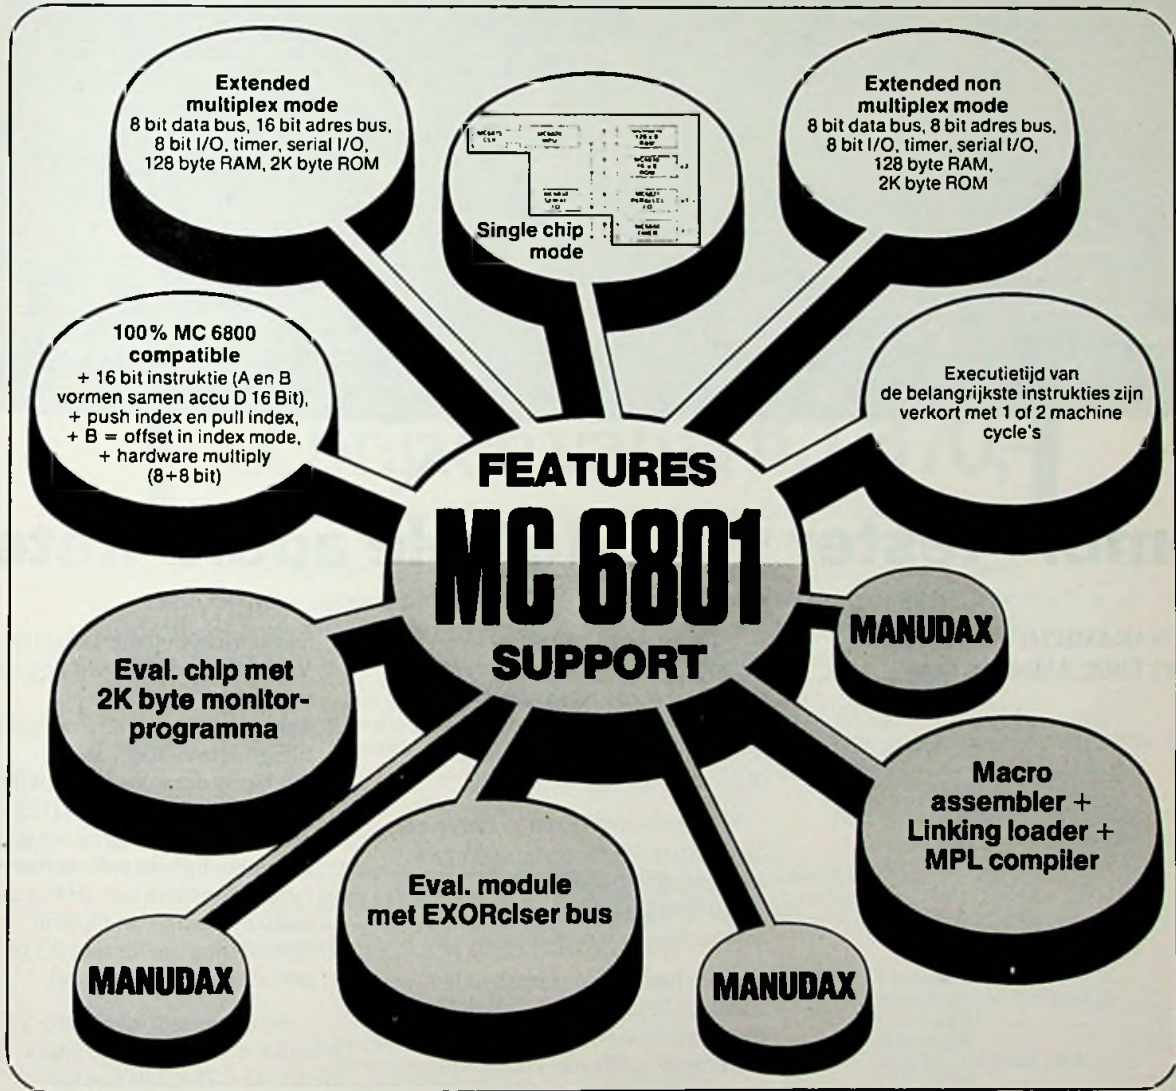 Extended
multiplex mode
8 bit data bus, 16 bit adres bus,
8 bit I/O, timer, serial I/O,
128 byte RAM, 2K byte ROM
Single chip
mode
Extended non
multiplex mode
8 bit data bus, 8 bit adres bus,
8 bit I/O, timer, serial I/O,
128 byte RAM,
2K byte ROM
100% MC 6800
compatible
+ 16 bit instruktie (A en B
vormen samen accu D 16 Bit),
+ push index en pull index,
+ B = offset in index mode,
+ hardware multiply
(8+8 bit)
Executietijd van
de belangrijkste instrukties zijn
verkort met 1 of 2 machine
cycle's
FEATURES
MC 6801
SUPPORT
MANUDAX
Eval. chip met
2K byte monitor-
programma
Macro
assembler +
Linking loader +
MPL compiler
Eval. module
met EXORciser bus
MANUDAX
MANUDAX